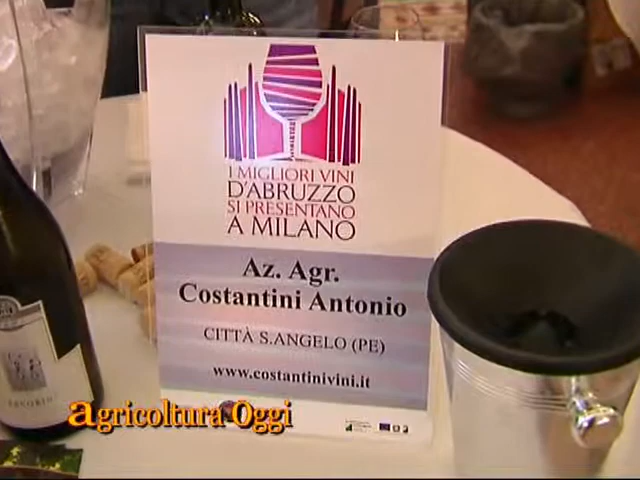 I MIGLIORI VINI
D'ABRUZZO
SI PRESENTANO
A MILANO
Az. Agr.
Costantini Antonio
CITTÀ S.ANGELO (PE)
www.costantinivini.it
agricoltura Oggi